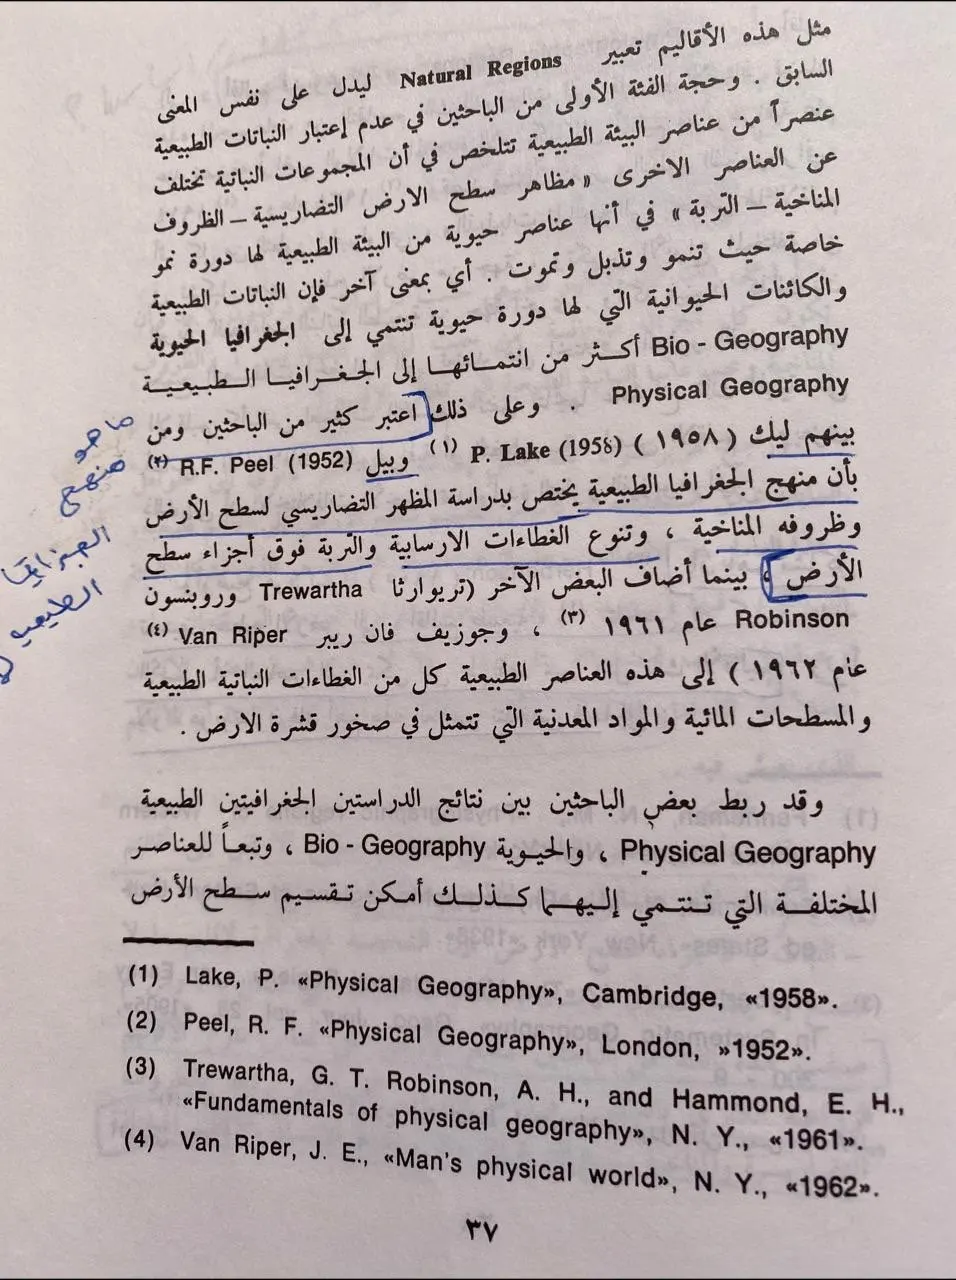 مثل هذه الأقاليم تعبير Natural Regions ليدل على نفس المعنى
السابق . وحجة الفئة الأولى من الباحثين في عدم إعتبار النباتات الطبيعية
عنصراً من عناصر البيئة الطبيعية تتلخص في أن المجموعات النباتية تختلف
عن العناصر الاخرى « مظاهر سطح الارض التضاريسية – الظروف
المناخية – التربة » في أنها عناصر حيوية من البيئة الطبيعية لها دورة نمو
خاصة حيث تنمو وتذبل وتموت . أي بمعنى آخر فإن النباتات الطبيعية
والكائنات الحيوانية التي لها دورة حيوية تنتمي إلى الجغرافيا الحيوية
Bio - Geography أكثر من انتمائها إلى الجغرافيا الطبيعية
Physical Geography . وعلى ذلك اعتبر كثير من الباحثين ومن
بينهم ليك ( ١٩٥٨ ) P. Lake (1958) (١) وبيل R.F. Peel (1952) (٢)
بأن منهج الجغرافيا الطبيعية يختص بدراسة المظهر التضاريسي لسطح الأرض
وظروفه المناخية ، وتنوع الغطاءات الارسابية والتربة فوق أجزاء سطح
الأرض ، بينما أضاف البعض الآخر (تريوارثا Trewartha وروبنسون
Robinson عام ١٩٦١ (٣) ، وجوزيف فان ريبر Van Riper (٤)
عام ١٩٦٢ ) إلى هذه العناصر الطبيعية كل من الغطاءات النباتية الطبيعية
والمسطحات المائية والمواد المعدنية التي تتمثل في صخور قشرة الارض .
ما هو
منهج
الجغرافيا
الطبيعيه
وقد ربط بعض الباحثين بين نتائج الدراستين الجغرافيتين الطبيعية
Physical Geography ، والحيوية Bio - Geography ، وتبعاً للعناصر
المختلفة التي تنتمي إليهما كذلك أمكن تقسيم سطح الأرض
(1) Lake, P. «Physical Geography», Cambridge, «1958».
(2) Peel, R. F. «Physical Geography», London, »1952».
(3) Trewartha, G. T. Robinson, A. H., and Hammond, E. H.,
«Fundamentals of physical geography», N. Y., «1961».
(4) Van Riper, J. E., «Man's physical world», N. Y., «1962».
٣٧